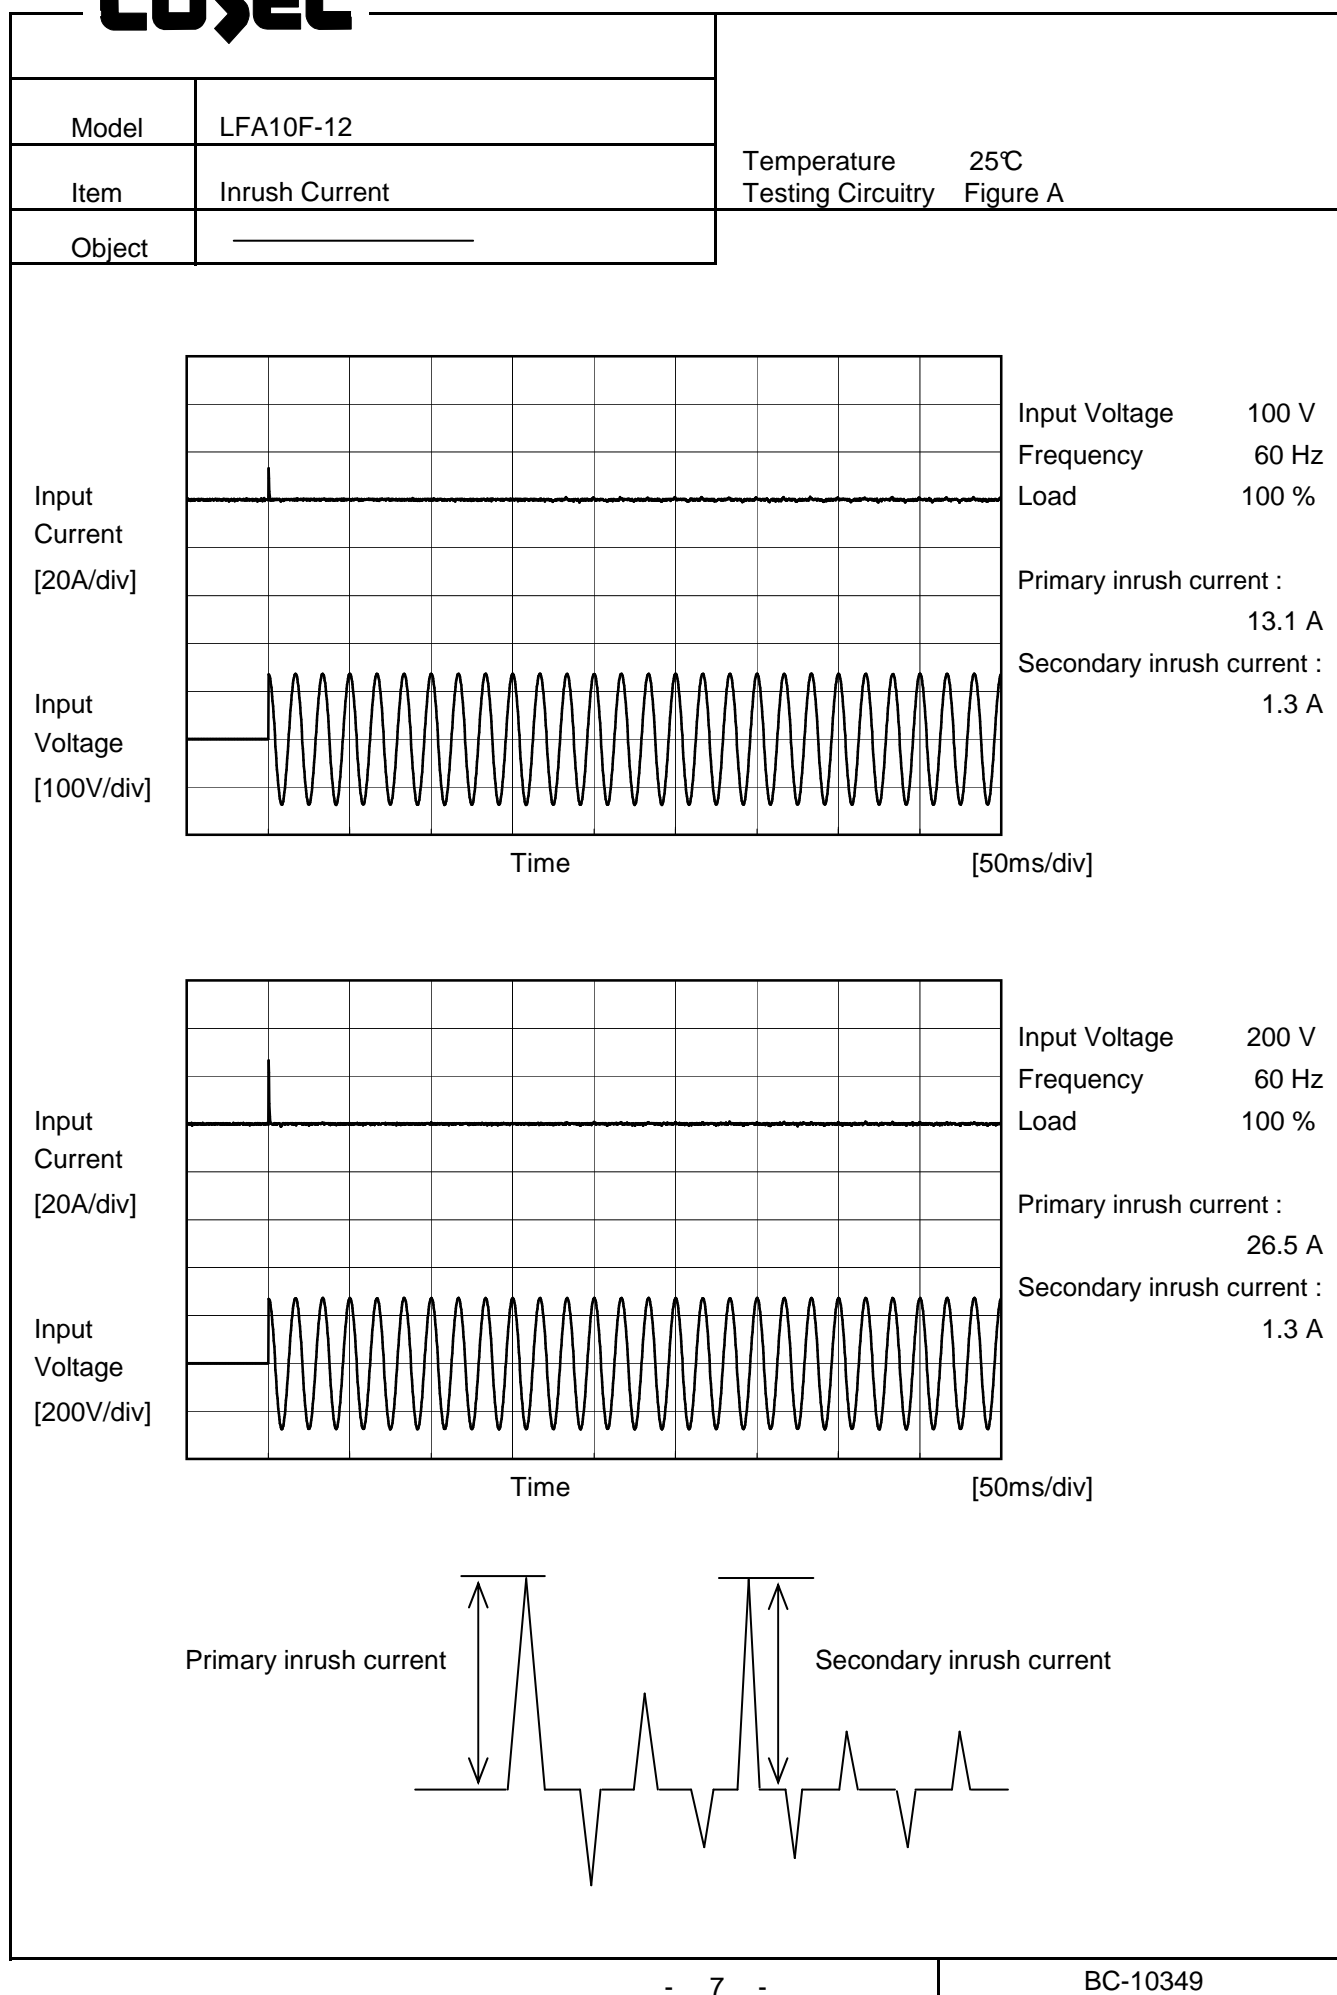 COSEL
Model LFA10F-12
Item Inrush Current
Object
Temperature 25℃
Testing Circuitry Figure A
Input
Current
[20A/div]
Input
Voltage
[100V/div]
Time [50ms/div]
Input Voltage 100 V
Frequency 60 Hz
Load 100 %
Primary inrush current :
13.1 A
Secondary inrush current :
1.3 A
Input
Current
[20A/div]
Input
Voltage
[200V/div]
Time [50ms/div]
Input Voltage 200 V
Frequency 60 Hz
Load 100 %
Primary inrush current :
26.5 A
Secondary inrush current :
1.3 A
Primary inrush current
Secondary inrush current
- 7 -
BC-10349